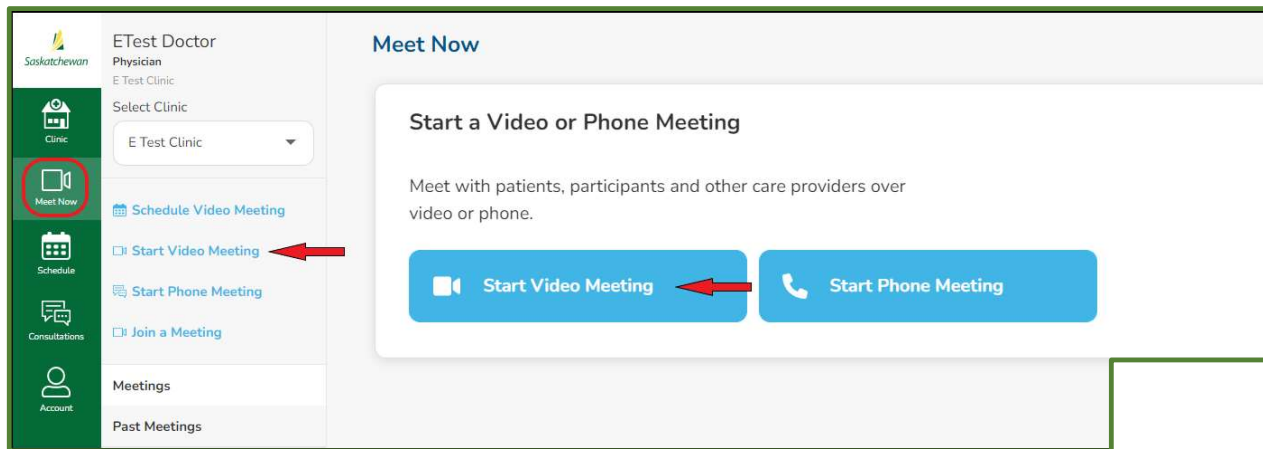 Saskatchewan
Clinic
Meet Now
Schedule
Consultations
Account
ETest Doctor
Physician
E Test Clinic
Select Clinic
E Test Clinic
Schedule Video Meeting
Start Video Meeting
Start Phone Meeting
Join a Meeting
Meetings
Past Meetings
Meet Now
Start a Video or Phone Meeting
Meet with patients, participants and other care providers over
video or phone.
Start Video Meeting
Start Phone Meeting